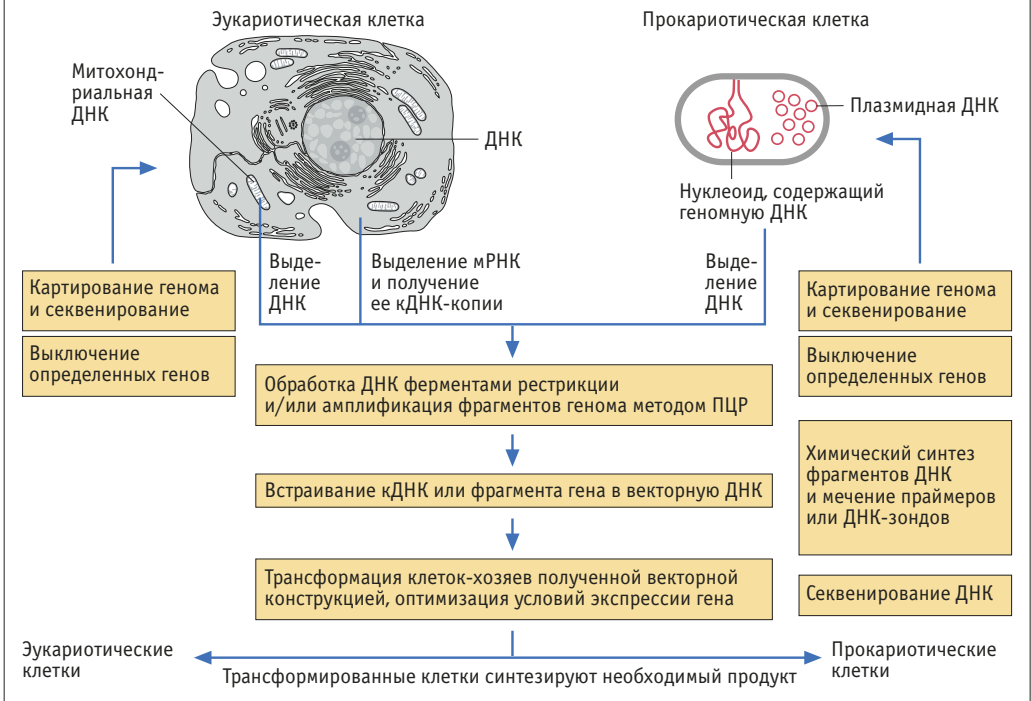 Эукариотическая клетка
Прокариотическая клетка
Митохонд-
риальная
ДНК
ДНК
Плазмидная ДНК
Нуклеоид, содержащий
геномную ДНК
Выде-
ление
ДНК
Выделение мРНК
и получение
ее кДНК-копии
Выде-
ление
ДНК
Картирование генома
и секвенирование
Выключение
определенных генов
Картирование генома
и секвенирование
Выключение
определенных генов
Обработка ДНК ферментами рестрикции
и/или амплификация фрагментов генома методом ПЦР
Химический синтез
фрагментов ДНК
и мечение праймеров
или ДНК-зондов
Встраивание кДНК или фрагмента гена в векторную ДНК
Трансформация клеток-хозяев полученной векторной
конструкцией, оптимизация условий экспрессии гена
Секвенирование ДНК
Эукариотические
клетки
Трансформированные клетки синтезируют необходимый продукт
Прокариотические
клетки